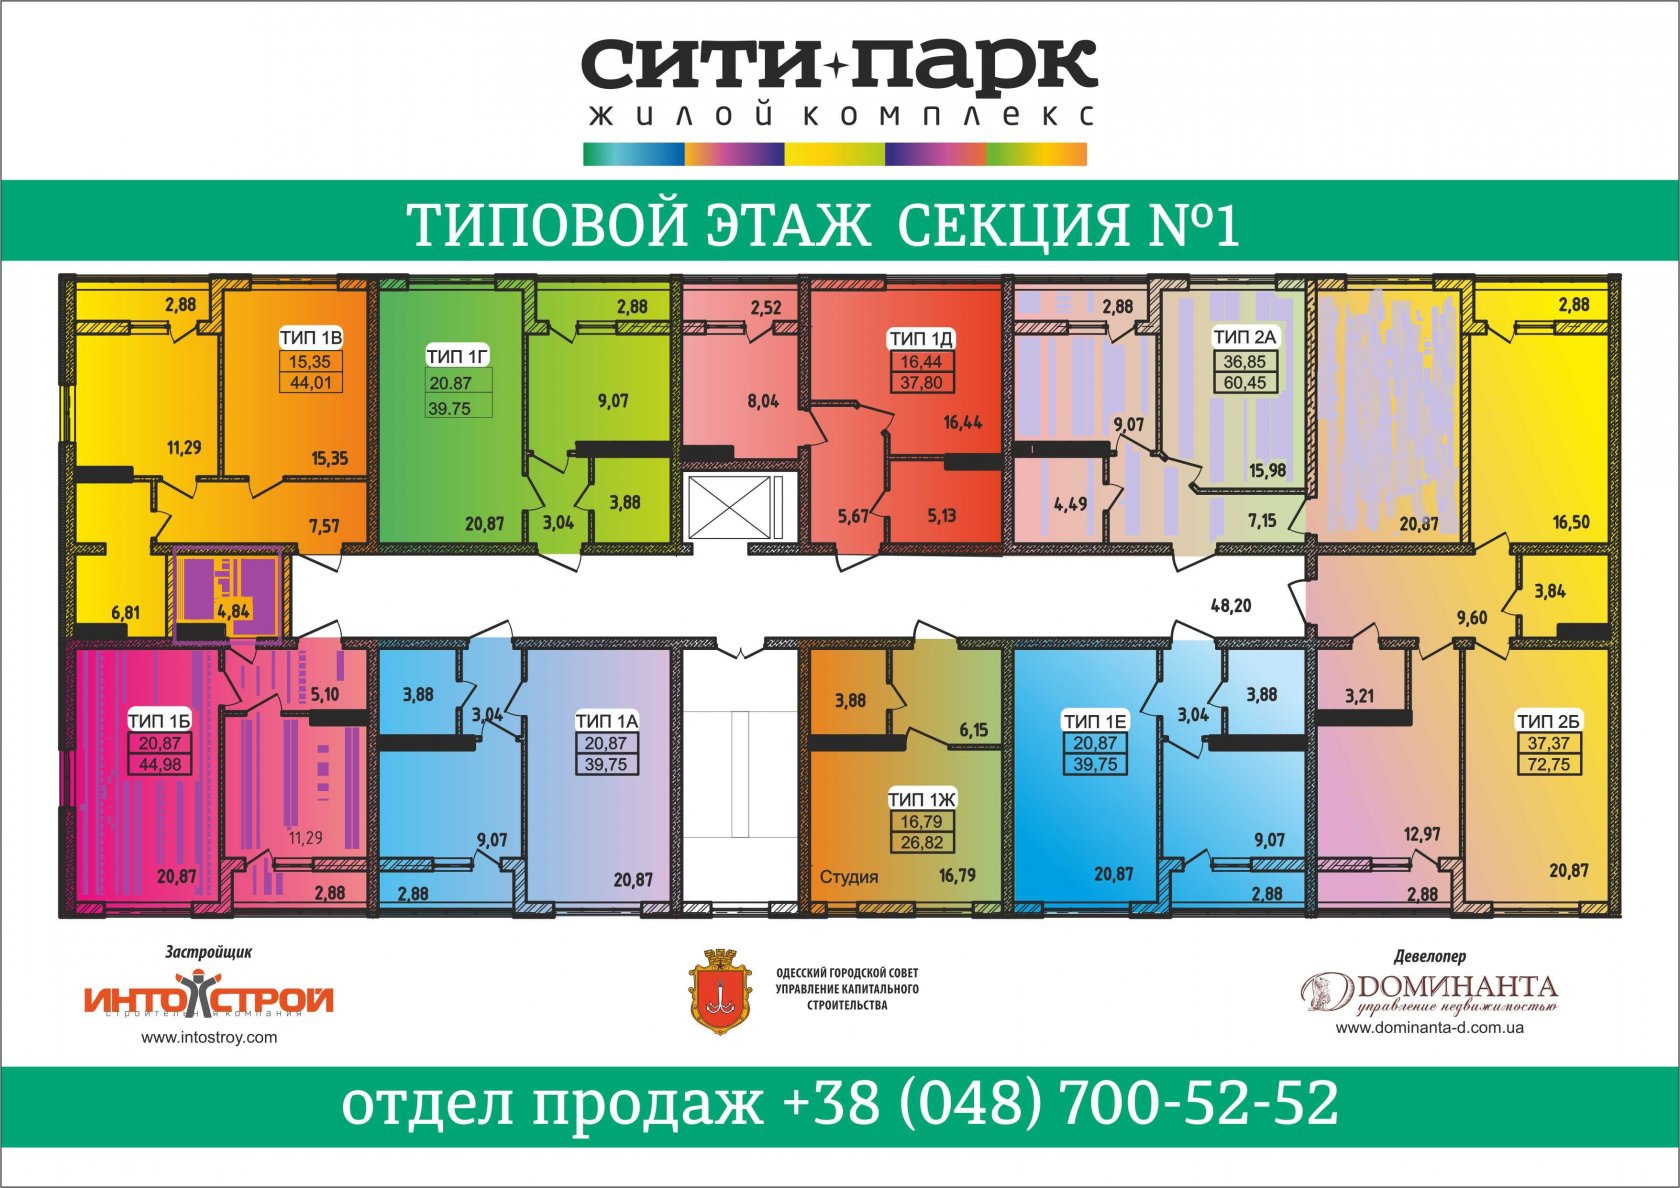 сити парк
жилой комплекс
ТИПОВОЙ ЭТАЖ СЕКЦИЯ №1
2,88
ТИП 1В
15,35
44,01
11,29
15,35
7,57
6,81
4,84
ТИП 1Г
20.87
39.75
2,88
9,07
20,87
3,04
3,88
2,52
8,04
ТИП 1Д
16,44
37,80
16,44
5,67
5,13
2,88
9,07
4,49
ТИП 2А
36,85
60,45
15,98
7,15
20,87
2,88
16,50
48,20
9,60
3,84
ТИП 1Б
20,87
44,98
20,87
5,10
11,29
2,88
3,88
3,04
ТИП 1А
20,87
39,75
9,07
2,88
20,87
3,88
6,15
ТИП 1Ж
16,79
26,82
Студия
16,79
ТИП 1Е
20,87
39,75
3,04
3,88
9,07
20,87
2,88
3,21
12,97
2,88
ТИП 2Б
37,37
72,75
20,87
Застройщик
ИНТОСТРОЙ
строительная компания
www.intostroy.com
ОДЕССКИЙ ГОРОДСКОЙ СОВЕТ
УПРАВЛЕНИЕ КАПИТАЛЬНОГО
СТРОИТЕЛЬСТВА
Девелопер
DОМИНАНТА
управление недвижимостью
www.dominanta-d.com.ua
отдел продаж +38 (048) 700-52-52